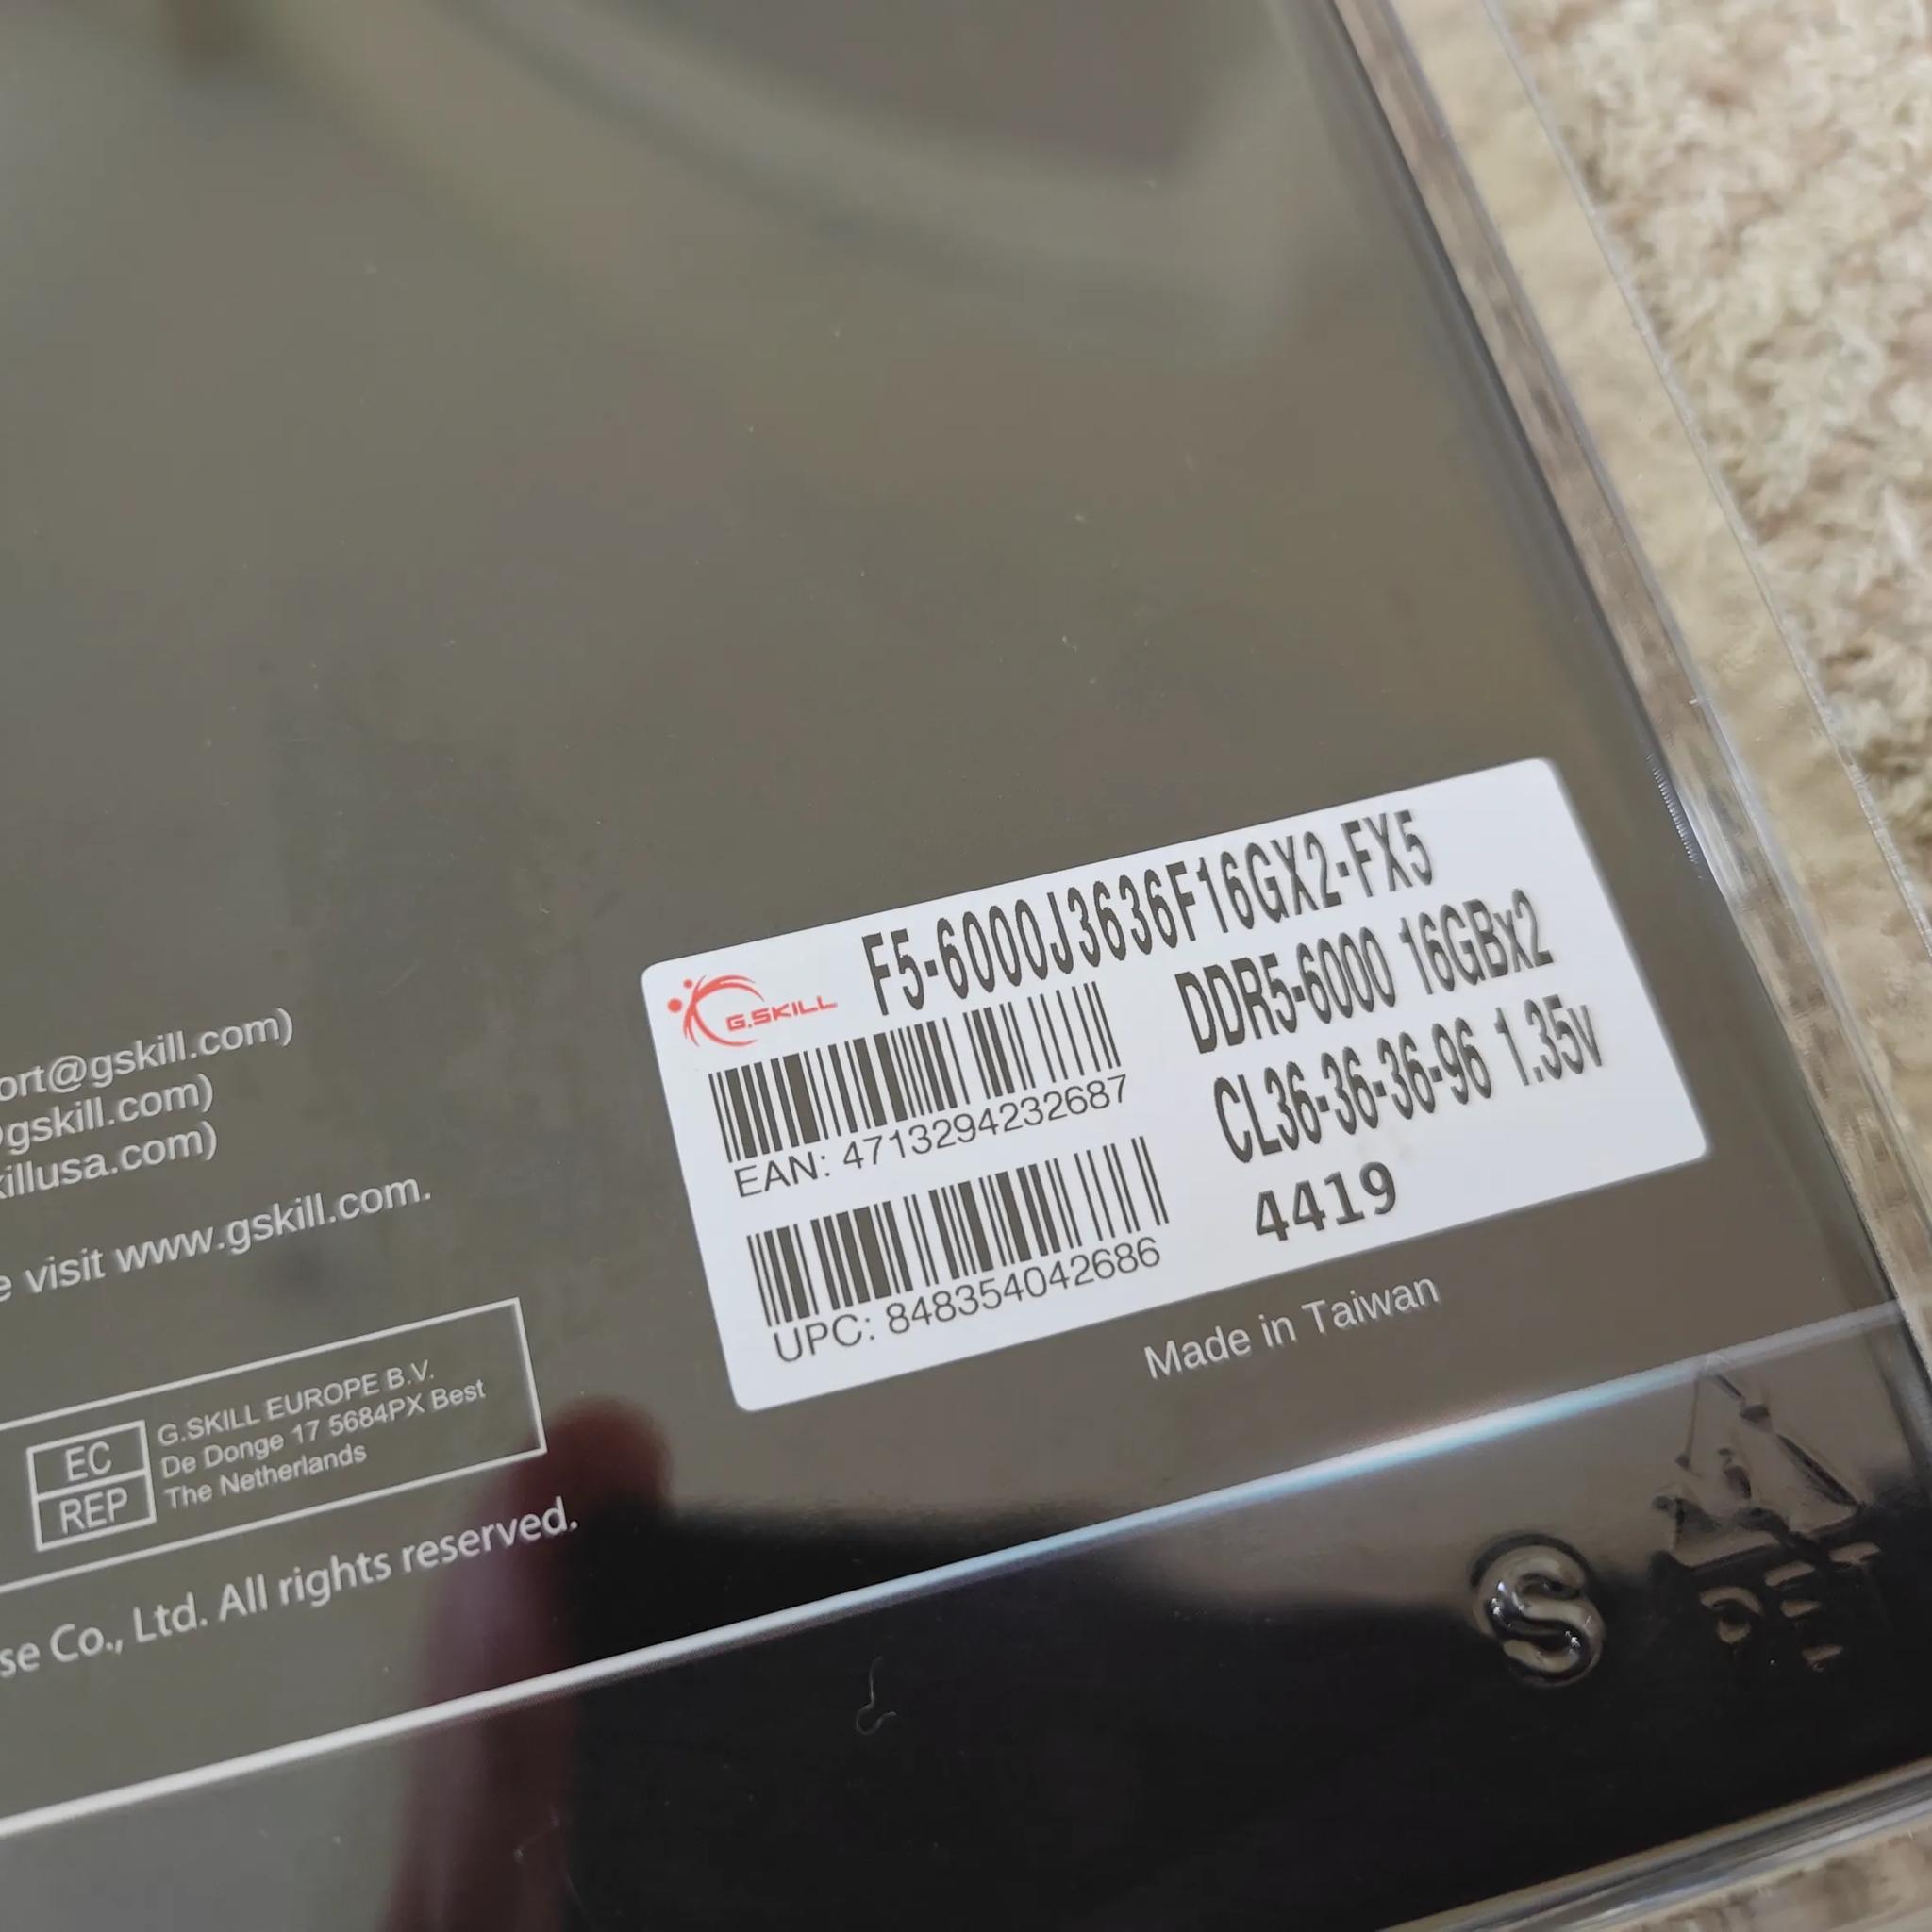 ort@gskill.com)
gskill.com)
killusa.com)
visit www.gskill.com.
EC
REP
G.SKILL EUROPE B.V.
De Donge 17 5684PX Best
The Netherlands
se Co., Ltd. All rights reserved.
G.SKILL
F5-6000J3636F16GX2-FX5
DDR5-6000 16GBx2
CL36-36-36-96 1.35v
EAN: 4713294232687
4419
UPC: 848354042686
Made in Taiwan
S